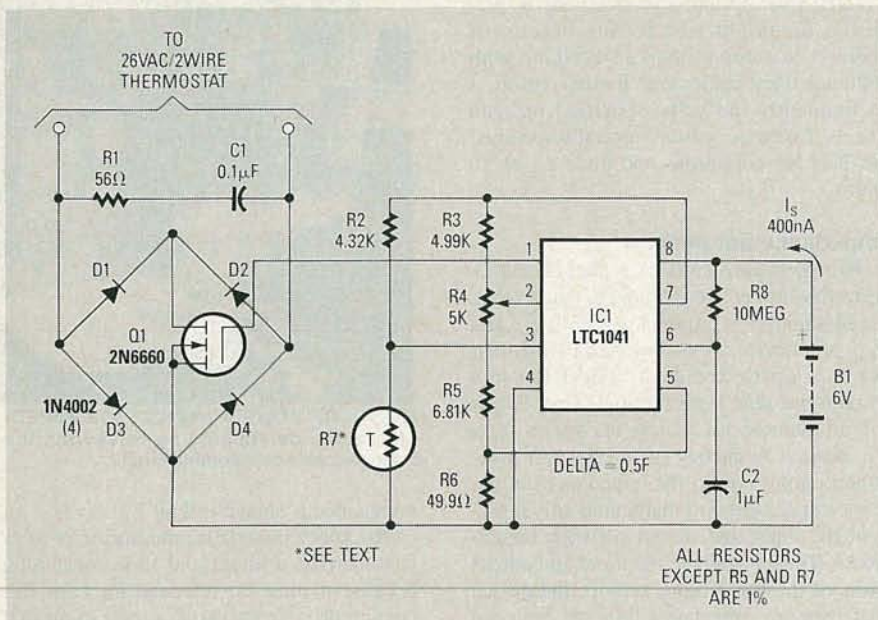 TO
26VAC/2WIRE
THERMOSTAT
R1
56Ω
C1
0.1µF
R2
4.32K
R3
4.99K
I_S
400nA
D1
D2
1
8
R4
5K
2
7
R8
10MEG
Q1
2N6660
IC1
LTC1041
3
6
4
5
B1
6V
+
1N4002
(4)
D3
D4
R7*
T
R5
6.81K
DELTA = 0.5F
R6
49.9Ω
C2
1µF
*SEE TEXT
ALL RESISTORS
EXCEPT R5 AND R7
ARE 1%